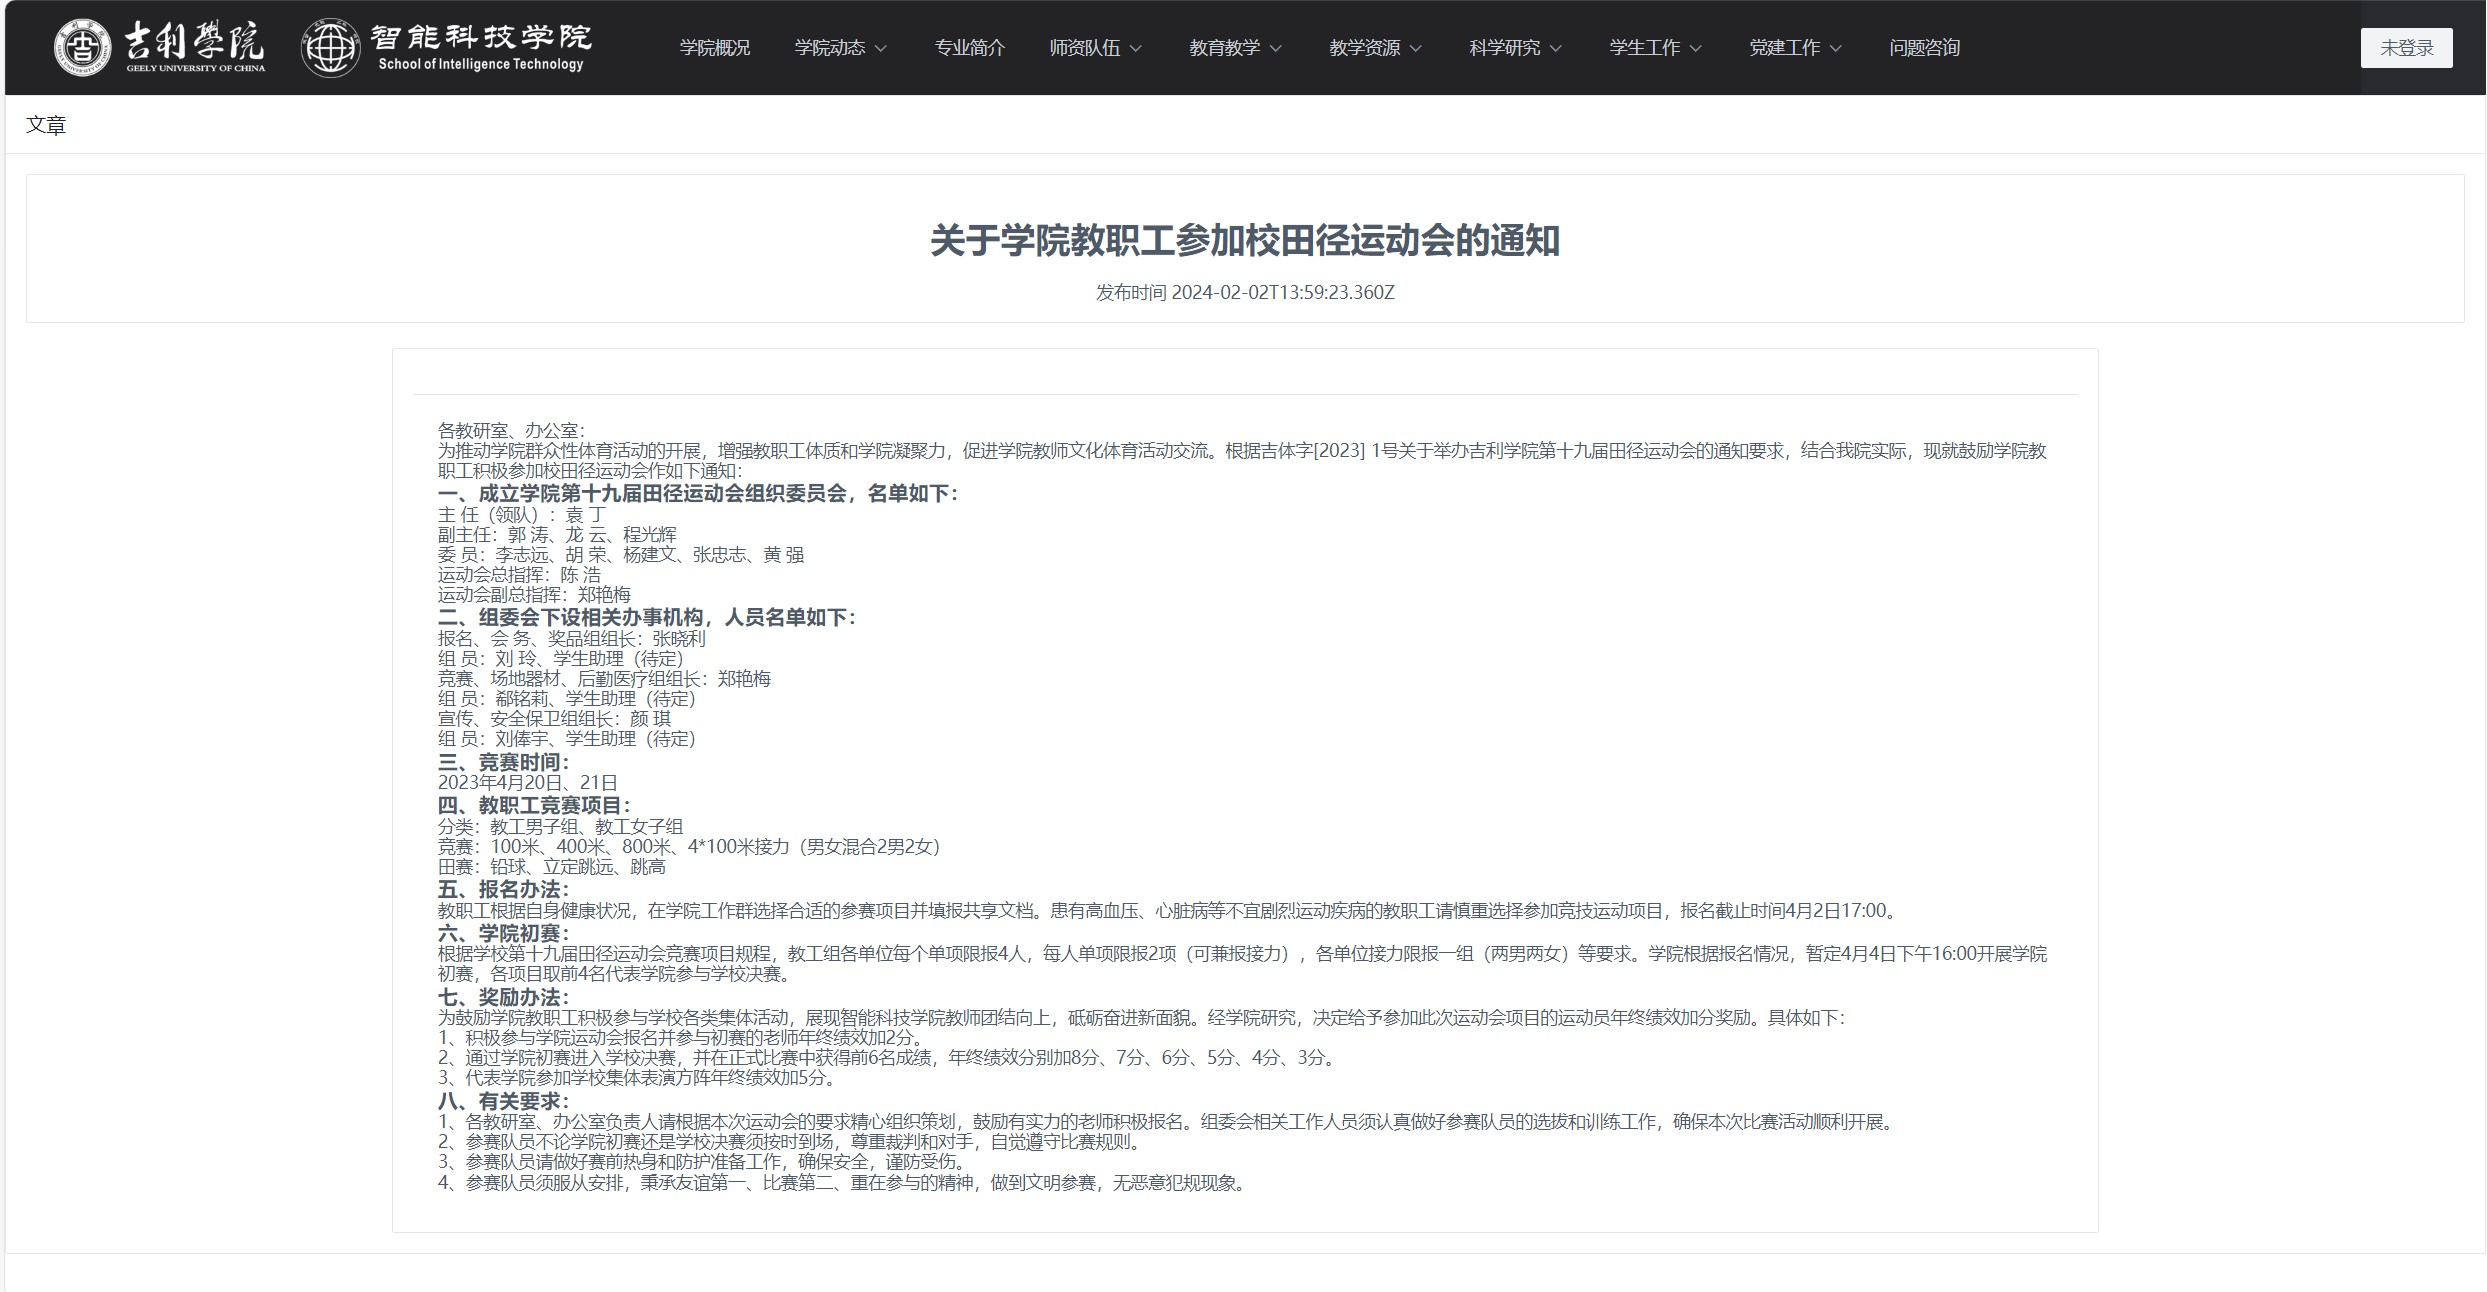 吉利學院
GEELY UNIVERSITY OF CHINA
智能科技学院
School of Intelligence Technology
学院概况
学院动态
专业简介
师资队伍
教育教学
教学资源
科学研究
学生工作
党建工作
问题咨询
未登录
文章
关于学院教职工参加校田径运动会的通知
发布时间 2024-02-02T13:59:23.360Z
各教研室、办公室：
为推动学院群众性体育活动的开展，增强教职工体质和学院凝聚力，促进学院教师文化体育活动交流。根据吉体字[2023] 1号关于举办吉利学院第十九届田径运动会的通知要求，结合我院实际，现就鼓励学院教
职工积极参加校田径运动会作如下通知：
一、成立学院第十九届田径运动会组织委员会，名单如下：
主 任（领队）：袁 丁
副主任：郭 涛、龙 云、程光辉
委 员：李志远、胡 荣、杨建文、张忠志、黄 强
运动会总指挥：陈 浩
运动会副总指挥：郑艳梅
二、组委会下设相关办事机构，人员名单如下：
报名、会 务、奖品组组长：张晓利
组 员：刘 玲、学生助理（待定）
竞赛、场地器材、后勤医疗组组长：郑艳梅
组 员：郗铭莉、学生助理（待定）
宣传、安全保卫组组长：颜 琪
组 员：刘俸宇、学生助理（待定）
三、竞赛时间：
2023年4月20日、21日
四、教职工竞赛项目：
分类：教工男子组、教工女子组
竞赛：100米、400米、800米、4*100米接力（男女混合2男2女）
田赛：铅球、立定跳远、跳高
五、报名办法：
教职工根据自身健康状况，在学院工作群选择合适的参赛项目并填报共享文档。患有高血压、心脏病等不宜剧烈运动疾病的教职工请慎重选择参加竞技运动项目，报名截止时间4月2日17:00。
六、学院初赛：
根据学校第十九届田径运动会竞赛项目规程，教工组各单位每个单项限报4人，每人单项限报2项（可兼报接力），各单位接力限报一组（两男两女）等要求。学院根据报名情况，暂定4月4日下午16:00开展学院
初赛，各项目取前4名代表学院参与学校决赛。
七、奖励办法：
为鼓励学院教职工积极参与学校各类集体活动，展现智能科技学院教师团结向上，砥砺奋进新面貌。经学院研究，决定给予参加此次运动会项目的运动员年终绩效加分奖励。具体如下：
1、积极参与学院运动会报名并参与初赛的老师年终绩效加2分。
2、通过学院初赛进入学校决赛，并在正式比赛中获得前6名成绩，年终绩效分别加8分、7分、6分、5分、4分、3分。
3、代表学院参加学校集体表演方阵年终绩效加5分。
八、有关要求：
1、各教研室、办公室负责人请根据本次运动会的要求精心组织策划，鼓励有实力的老师积极报名。组委会相关工作人员须认真做好参赛队员的选拔和训练工作，确保本次比赛活动顺利开展。
2、参赛队员不论学院初赛还是学校决赛须按时到场，尊重裁判和对手，自觉遵守比赛规则。
3、参赛队员请做好赛前热身和防护准备工作，确保安全，谨防受伤。
4、参赛队员须服从安排，秉承友谊第一、比赛第二、重在参与的精神，做到文明参赛，无恶意犯规现象。